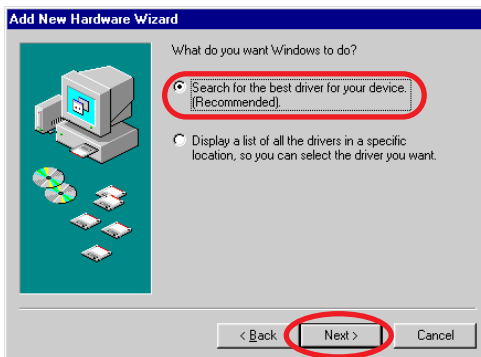 Add New Hardware Wizard
What do you want Windows to do?
Search for the best driver for your device.
(Recommended).
Display a list of all the drivers in a specific
location, so you can select the driver you want.
< Back
Next >
Cancel